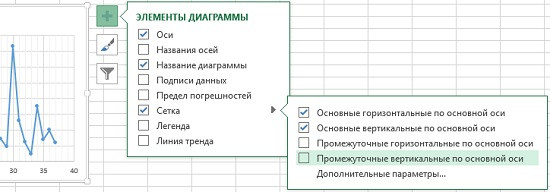 ЭЛЕМЕНТЫ ДИАГРАММЫ
Оси
Названия осей
Название диаграммы
Подписи данных
Предел погрешностей
Сетка
Легенда
Линия тренда
Основные горизонтальные по основной оси
Основные вертикальные по основной оси
Промежуточные горизонтальные по основной оси
Промежуточные вертикальные по основной оси
Дополнительные параметры...
30 35 40